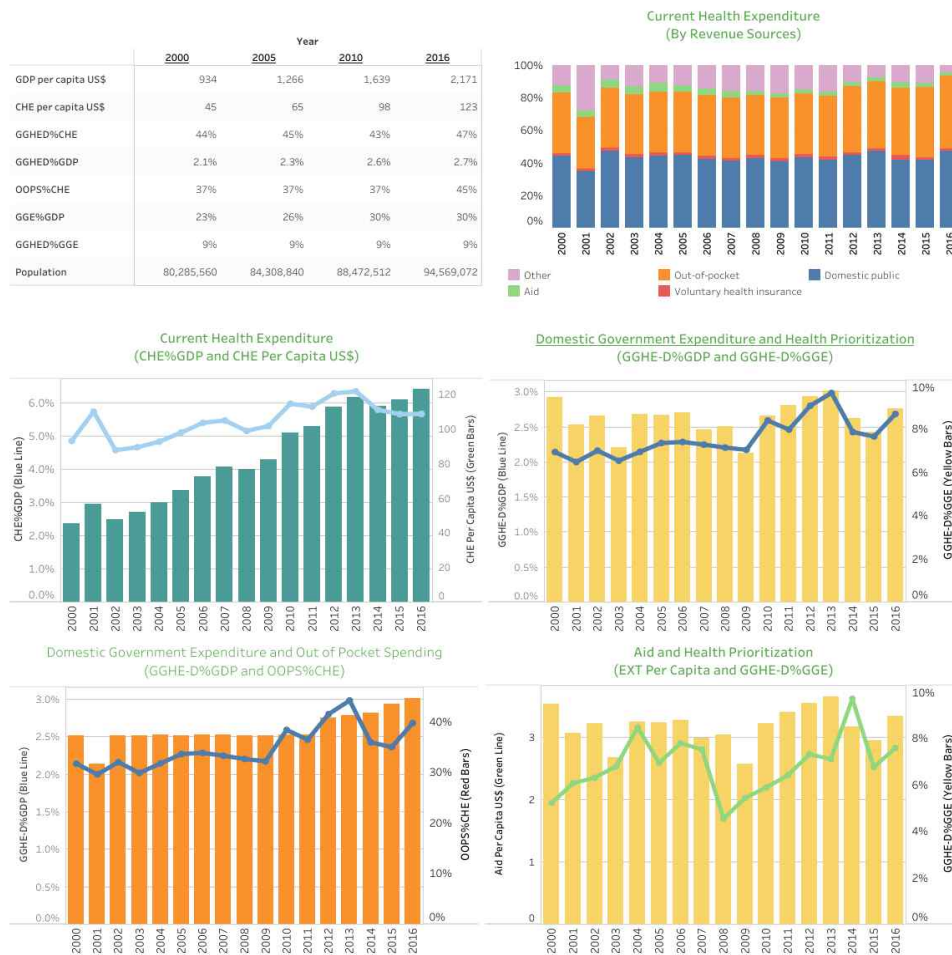 Year
2000 2005 2010 2016
GDP per capita US$ 934 1,266 1,639 2,171
CHE per capita US$ 45 65 98 123
GGHED%CHE 44% 45% 43% 47%
GGHED%GDP 2.1% 2.3% 2.6% 2.7%
OOPS%CHE 37% 37% 37% 45%
GGE%GDP 23% 26% 30% 30%
GGHED%GGE 9% 9% 9% 9%
Population 80,285,560 84,308,840 88,472,512 94,569,072
Current Health Expenditure
(By Revenue Sources)
100%
80%
60%
40%
20%
0%
2000 2001 2002 2003 2004 2005 2006 2007 2008 2009 2010 2011 2012 2013 2014 2015 2016
Other Out-of-pocket Domestic public
Aid Voluntary health insurance
Current Health Expenditure
(CHE%GDP and CHE Per Capita US$)
CHE%GDP (Blue Line)
6.0%
5.0%
4.0%
3.0%
2.0%
1.0%
0.0%
120
100
80
60
40
20
0
CHE Per Capita US$ (Green Bars)
2000 2001 2002 2003 2004 2005 2006 2007 2008 2009 2010 2011 2012 2013 2014 2015 2016
Domestic Government Expenditure and Health Prioritization
(GGHE-D%GDP and GGHE-D%GGE)
GGHE-D%GDP (Blue Line)
3.0%
2.5%
2.0%
1.5%
1.0%
0.5%
0.0%
10%
8%
6%
4%
2%
0%
GGHE-D%GGE (Yellow Bars)
2000 2001 2002 2003 2004 2005 2006 2007 2008 2009 2010 2011 2012 2013 2014 2015 2016
Domestic Government Expenditure and Out of Pocket Spending
(GGHE-D%GDP and OOPS%CHE)
GGHE-D%GDP (Blue Line)
3.0%
2.5%
2.0%
1.5%
1.0%
0.5%
0.0%
40%
30%
20%
10%
0%
OOPS%CHE (Red Bars)
2000 2001 2002 2003 2004 2005 2006 2007 2008 2009 2010 2011 2012 2013 2014 2015 2016
Aid and Health Prioritization
(EXT Per Capita and GGHE-D%GGE)
Aid Per Capita US$ (Green Line)
3
2
1
0
10%
8%
6%
4%
2%
0%
GGHE-D%GGE (Yellow Bars)
2000 2001 2002 2003 2004 2005 2006 2007 2008 2009 2010 2011 2012 2013 2014 2015 2016